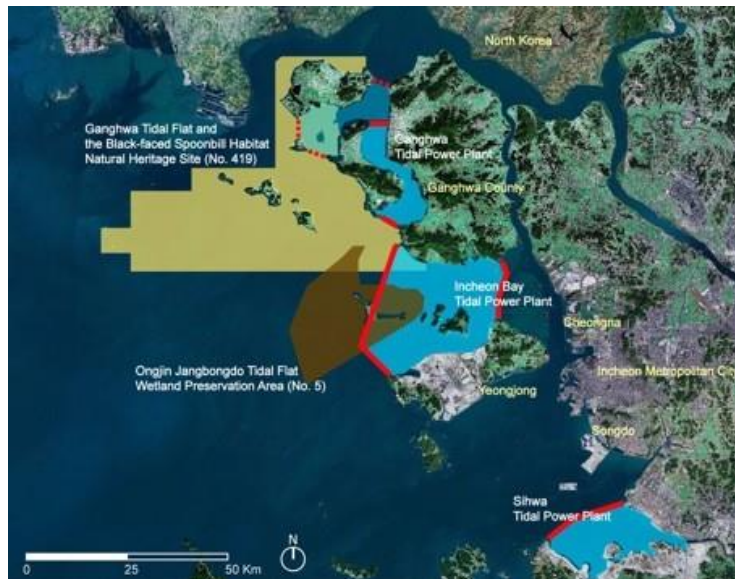 North Korea
Ganghwa Tidal Flat and
the Black-faced Spoonbill Habitat
Natural Heritage Site (No. 419)
Ganghwa
Tidal Power Plant
Ganghwa County
Incheon Bay
Tidal Power Plant
Cheongna
Ongjin Jangbongdo Tidal Flat
Wetland Preservation Area (No. 5)
Incheon Metropolitan City
Yeongjong
Songdo
Sihwa
Tidal Power Plant
N
0 25 50 Km